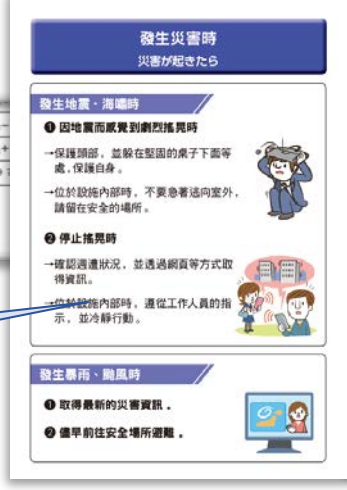 發生災害時
災害が起きたら
發生地震・海嘯時
❶ 因地震而感覺到劇烈搖晃時
→保護頭部，並躲在堅固的桌子下面等
處，保護自身。
→位於設施內部時，不要急著逃向室外，
請留在安全的場所。
❷ 停止搖晃時
→確認週遭狀況，並透過網頁等方式取
得資訊。
→位於設施內部時，遵從工作人員的指
示，並冷靜行動。
發生暴雨、颱風時
❶ 取得最新的災害資訊．
❷ 儘早前往安全場所避難．